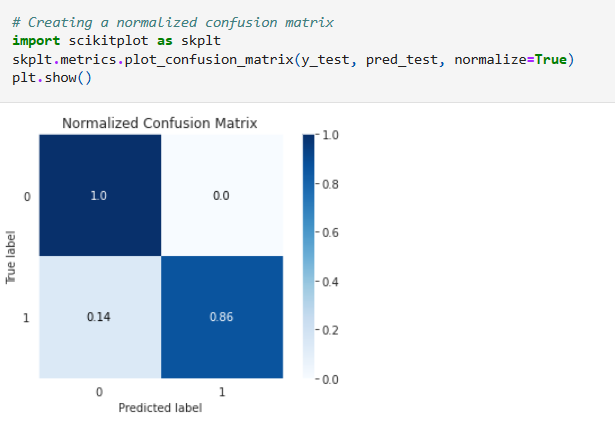 # Creating a normalized confusion matrix
import scikitplot as skplt
skplt.metrics.plot_confusion_matrix(y_test, pred_test, normalize=True)
plt.show()
Normalized Confusion Matrix
1.0
0.8
0.6
0.4
0.2
0.0
True label
0
1.0
0.0
1
0.14
0.86
0
1
Predicted label